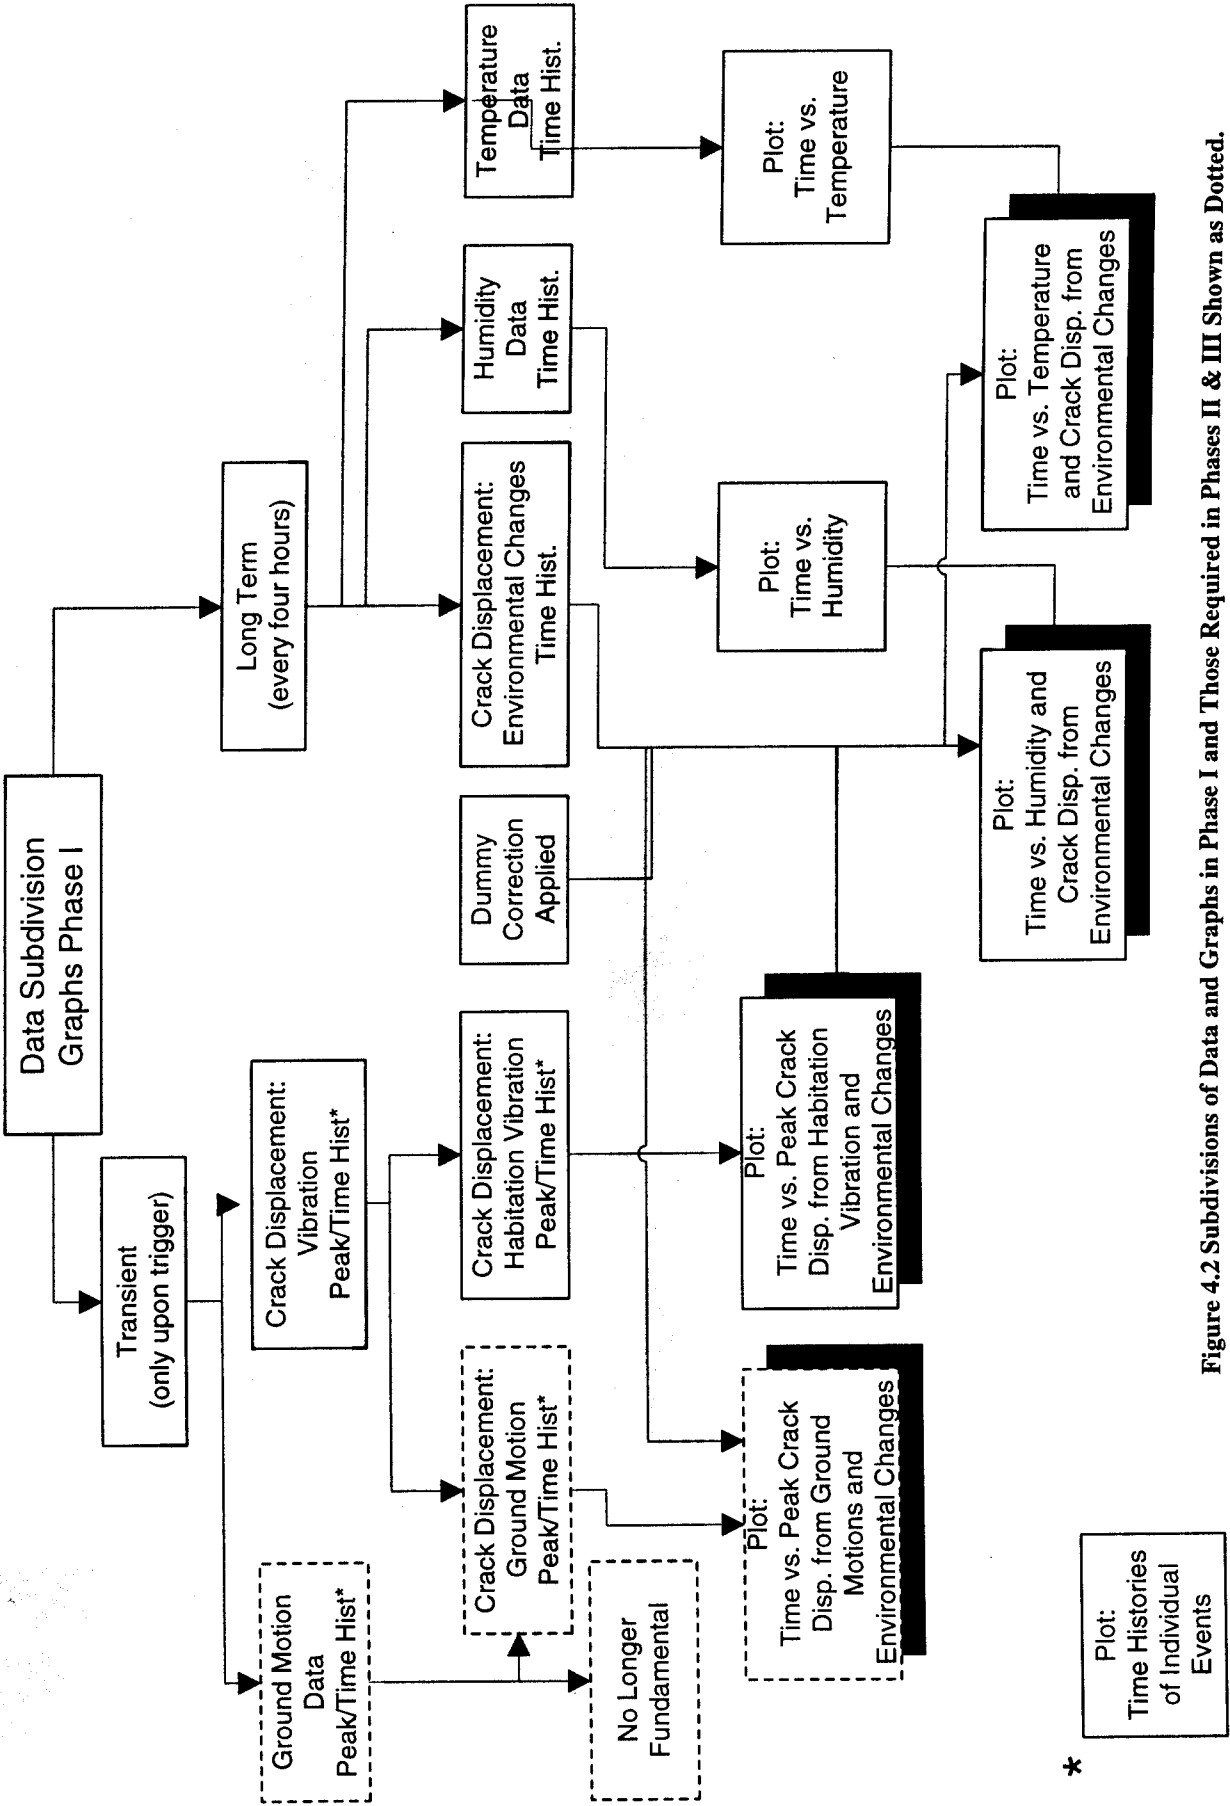 Data Subdivision
Graphs Phase I
Transient
(only upon trigger)
Long Term
(every four hours)
Ground Motion
Data
Peak/Time Hist*
Crack Displacement:
Vibration
Peak/Time Hist*
Crack Displacement:
Ground Motion
Peak/Time Hist*
Crack Displacement:
Habitation Vibration
Peak/Time Hist*
Dummy
Correction
Applied
Crack Displacement:
Environmental Changes
Time Hist.
Humidity
Data
Time Hist.
Temperature
Data
Time Hist.
No Longer
Fundamental
Plot:
Time vs. Peak Crack
Disp. from Ground
Motions and
Environmental Changes
Plot:
Time vs. Peak Crack
Disp. from Habitation
Vibration and
Environmental Changes
Plot:
Time vs.
Humidity
Plot:
Time vs.
Temperature
Plot:
Time vs. Humidity and
Crack Disp. from
Environmental Changes
Plot:
Time vs. Temperature
and Crack Disp. from
Environmental Changes
*
Plot:
Time Histories
of Individual
Events
Figure 4.2 Subdivisions of Data and Graphs in Phase I and Those Required in Phases II & III Shown as Dotted.